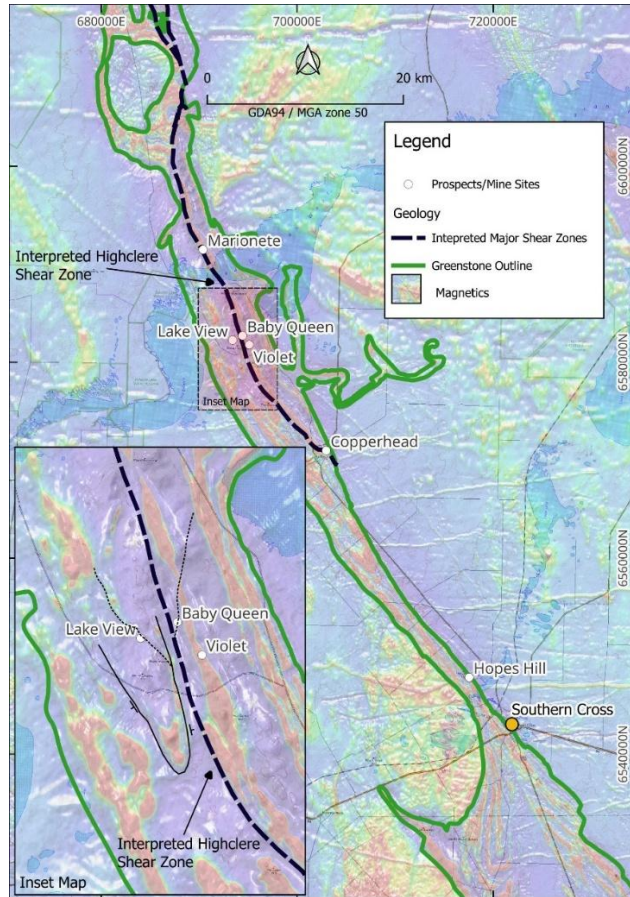 680000E
700000E
720000E
0
20 km
GDA94 / MGA zone 50
Legend
Prospects/Mine Sites
Geology
Intepreted Major Shear Zones
Greenstone Outline
Magnetics
6600000N
Marionete
Interpreted Highclere
Shear Zone
Baby Queen
Lake View
Violet
6580000N
Inset Map
Copperhead
6560000N
Hopes Hill
Southern Cross
6540000N
Baby Queen
Lake View
Violet
Interpreted Highclere
Shear Zone
Inset Map